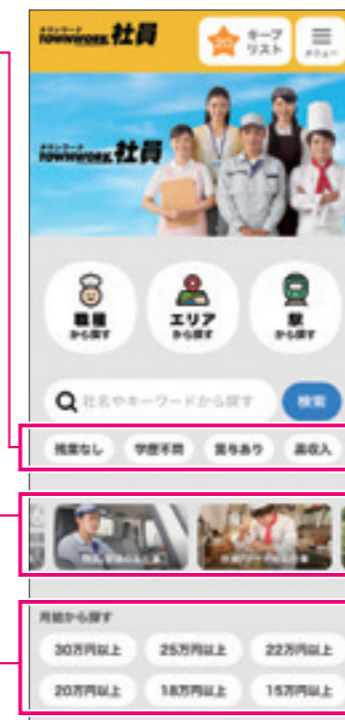 タウンワーク
TOWNWORK 社員
20
キープ
リスト
メニュー
タウンワーク
TOWNWORK 社員
職種
から探す
エリア
から探す
駅
から探す
社名やキーワードから探す
検索
残業なし
学歴不問
賞与あり
高収入
月給から探す
30万円以上
25万円以上
22万円以上
20万円以上
18万円以上
15万円以上